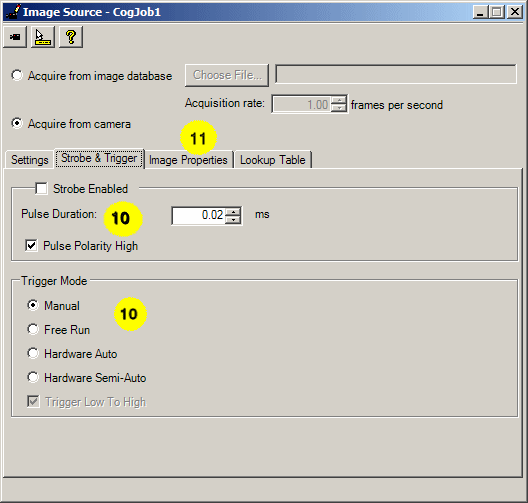 Image Source - CogJob1
Acquire from image database Choose File...
Acquisition rate: 1.00 frames per second
Acquire from camera
11
Settings Strobe & Trigger Image Properties Lookup Table
Strobe Enabled
Pulse Duration: 10 0.02 ms
Pulse Polarity High
Trigger Mode
Manual
10
Free Run
Hardware Auto
Hardware Semi-Auto
Trigger Low To High